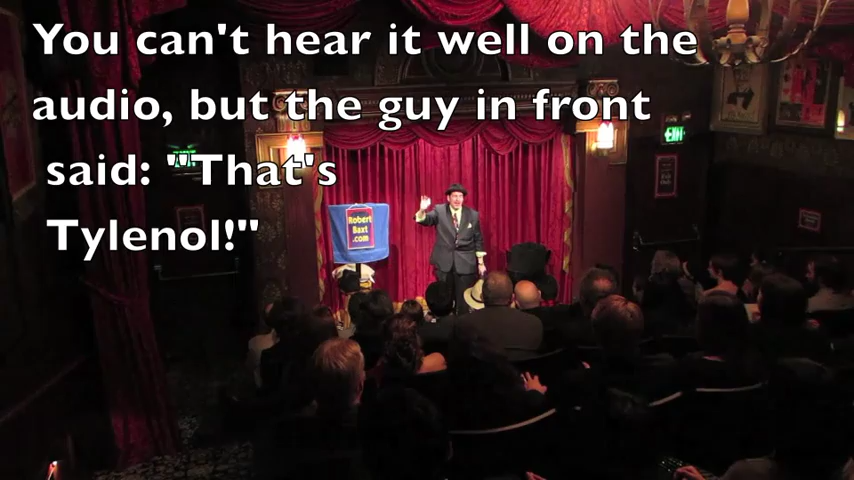 You can't hear it well on the
audio, but the guy in front
said: "That's
Tylenol!"
EXIT
Robert
Baxt
.com